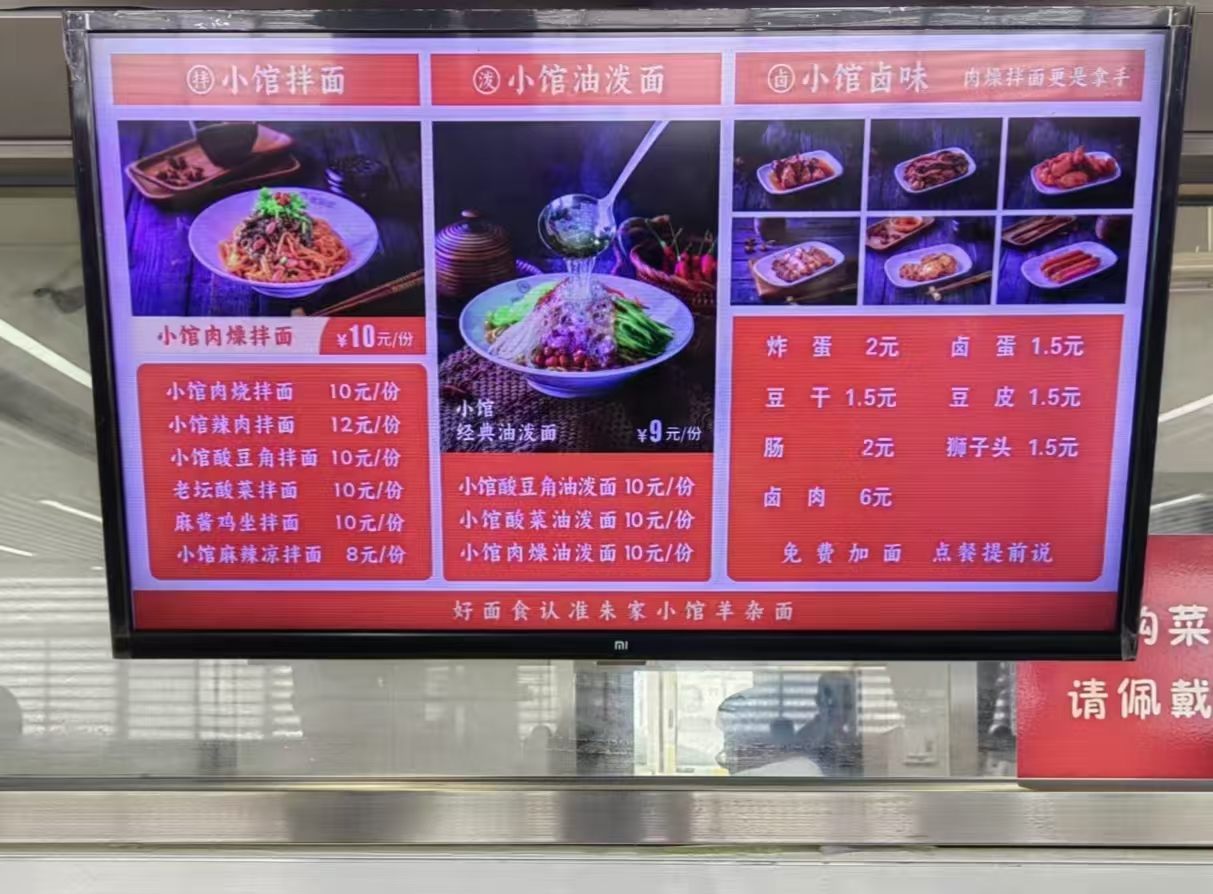 拌 小馆拌面
小馆肉燥拌面 ¥10元/份
小馆肉烧拌面 10元/份
小馆辣肉拌面 12元/份
小馆酸豆角拌面 10元/份
老坛酸菜拌面 10元/份
麻酱鸡坐拌面 10元/份
小馆麻辣凉拌面 8元/份
泼 小馆油泼面
小馆
经典油泼面 ¥9元/份
小馆酸豆角油泼面 10元/份
小馆酸菜油泼面 10元/份
小馆肉燥油泼面 10元/份
卤 小馆卤味 肉燥拌面更是拿手
炸蛋 2元 卤蛋 1.5元
豆干 1.5元 豆皮 1.5元
肠 2元 狮子头 1.5元
卤肉 6元
免费加面 点餐提前说
好面食认准朱家小馆羊杂面
mi
菜
请佩戴